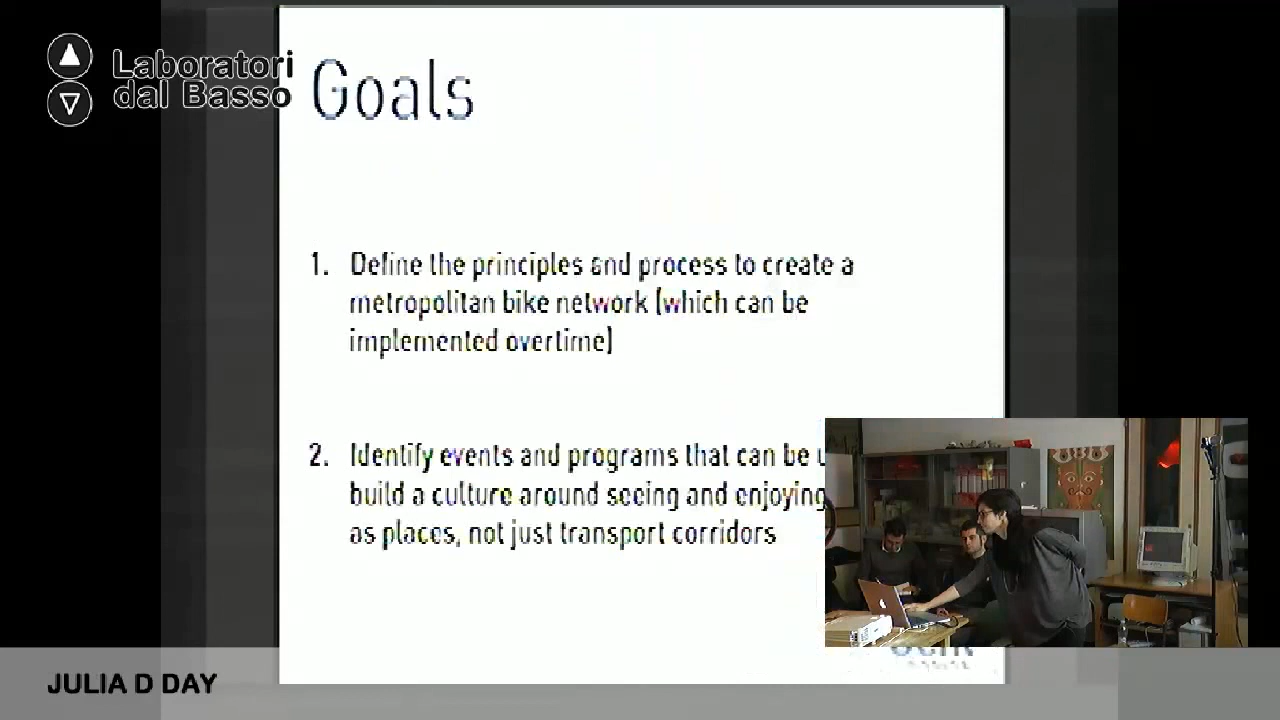 Laboratori
dal Basso
Goals
1. Define the principles and process to create a
metropolitan bike network (which can be
implemented overtime)
2. Identify events and programs that can be
build a culture around seeing and enjoying
as places, not just transport corridors
JULIA D DAY